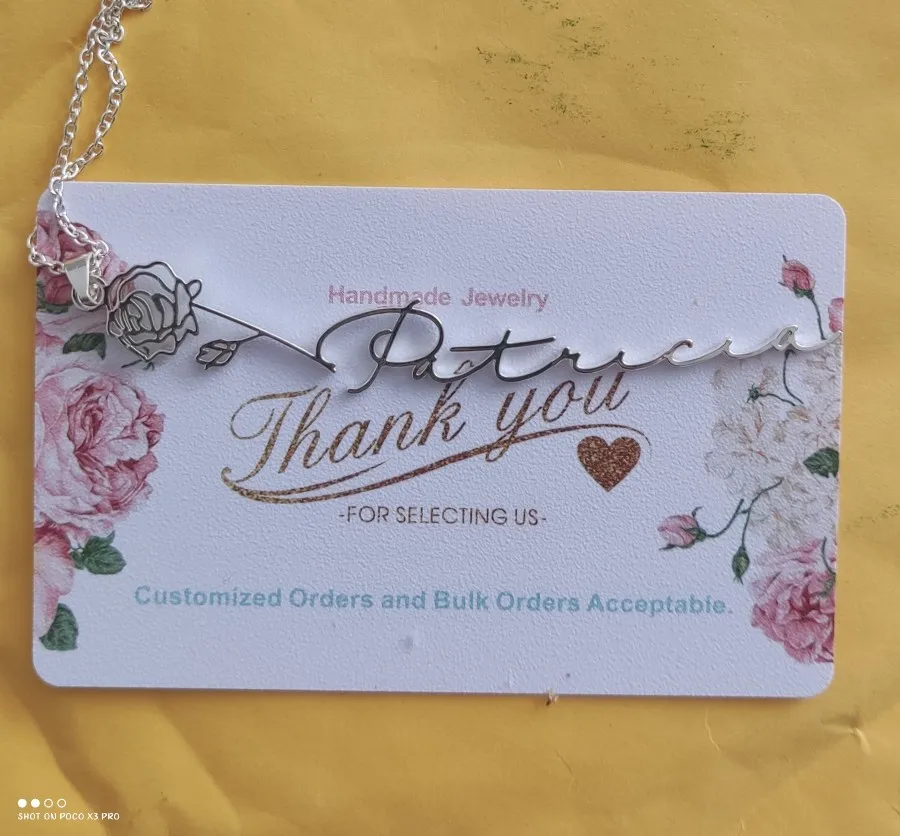 Handmade Jewelry
Patricia
Thank you
-FOR SELECTING US-
Customized Orders and Bulk Orders Acceptable.
SHOT ON POCO X3 PRO